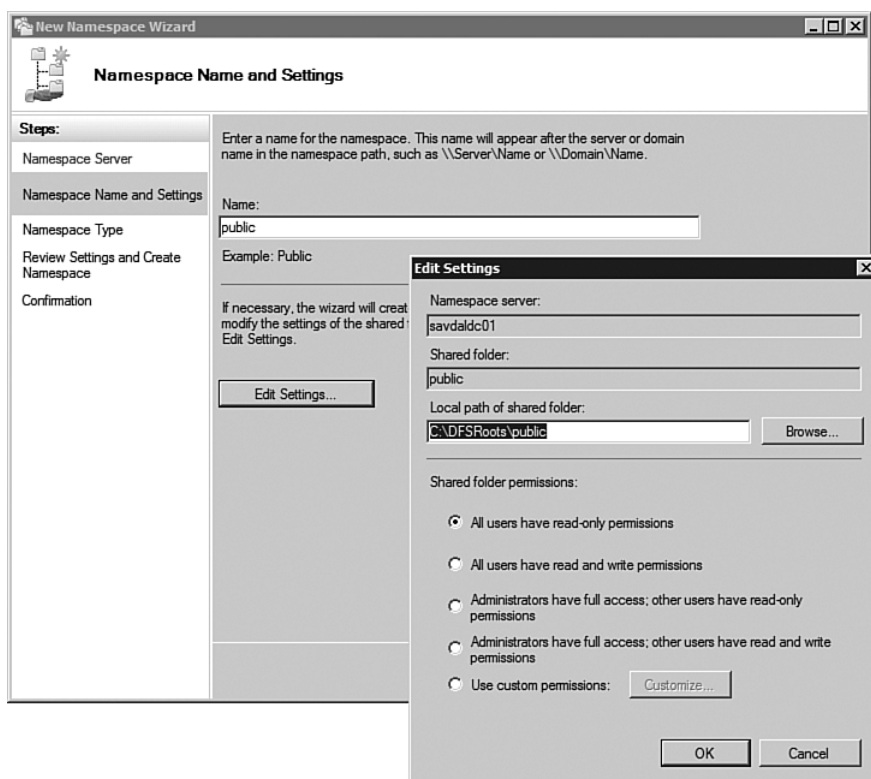 New Namespace Wizard
Namespace Name and Settings
Steps:
Namespace Server
Namespace Name and Settings
Namespace Type
Review Settings and Create
Namespace
Confirmation
Enter a name for the namespace. This name will appear after the server or domain
name in the namespace path, such as \\Server\Name or \\Domain\Name.
Name:
public
Example: Public
If necessary, the wizard will creat
modify the settings of the shared
Edit Settings.
Edit Settings...
Edit Settings
Namespace server:
savdaldc01
Shared folder:
public
Local path of shared folder:
C:\DFSRoots\public
Browse...
Shared folder permissions:
All users have read-only permissions
All users have read and write permissions
Administrators have full access; other users have read-only
permissions
Administrators have full access; other users have read and write
permissions
Use custom permissions:
Customize...
OK
Cancel